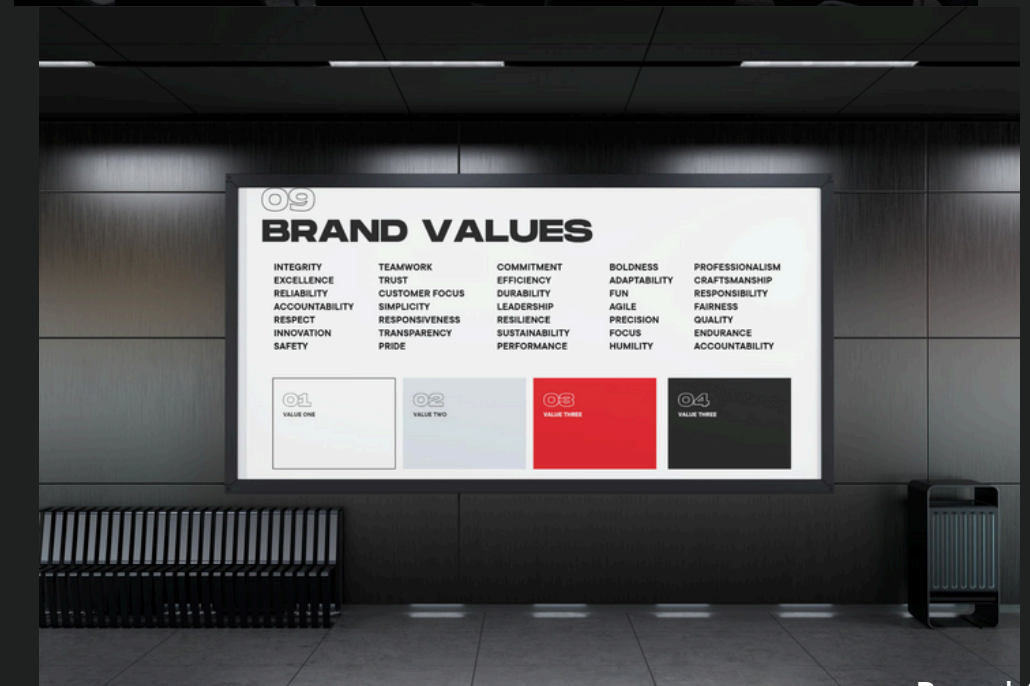 09
BRAND VALUES
INTEGRITY
EXCELLENCE
RELIABILITY
ACCOUNTABILITY
RESPECT
INNOVATION
SAFETY
TEAMWORK
TRUST
CUSTOMER FOCUS
SIMPLICITY
RESPONSIVENESS
TRANSPARENCY
PRIDE
COMMITMENT
EFFICIENCY
DURABILITY
LEADERSHIP
RESILIENCE
SUSTAINABILITY
PERFORMANCE
BOLDNESS
ADAPTABILITY
FUN
AGILE
PRECISION
FOCUS
HUMILITY
PROFESSIONALISM
CRAFTSMANSHIP
RESPONSIBILITY
FAIRNESS
QUALITY
ENDURANCE
ACCOUNTABILITY
01
VALUE ONE
02
VALUE TWO
03
VALUE THREE
04
VALUE THREE